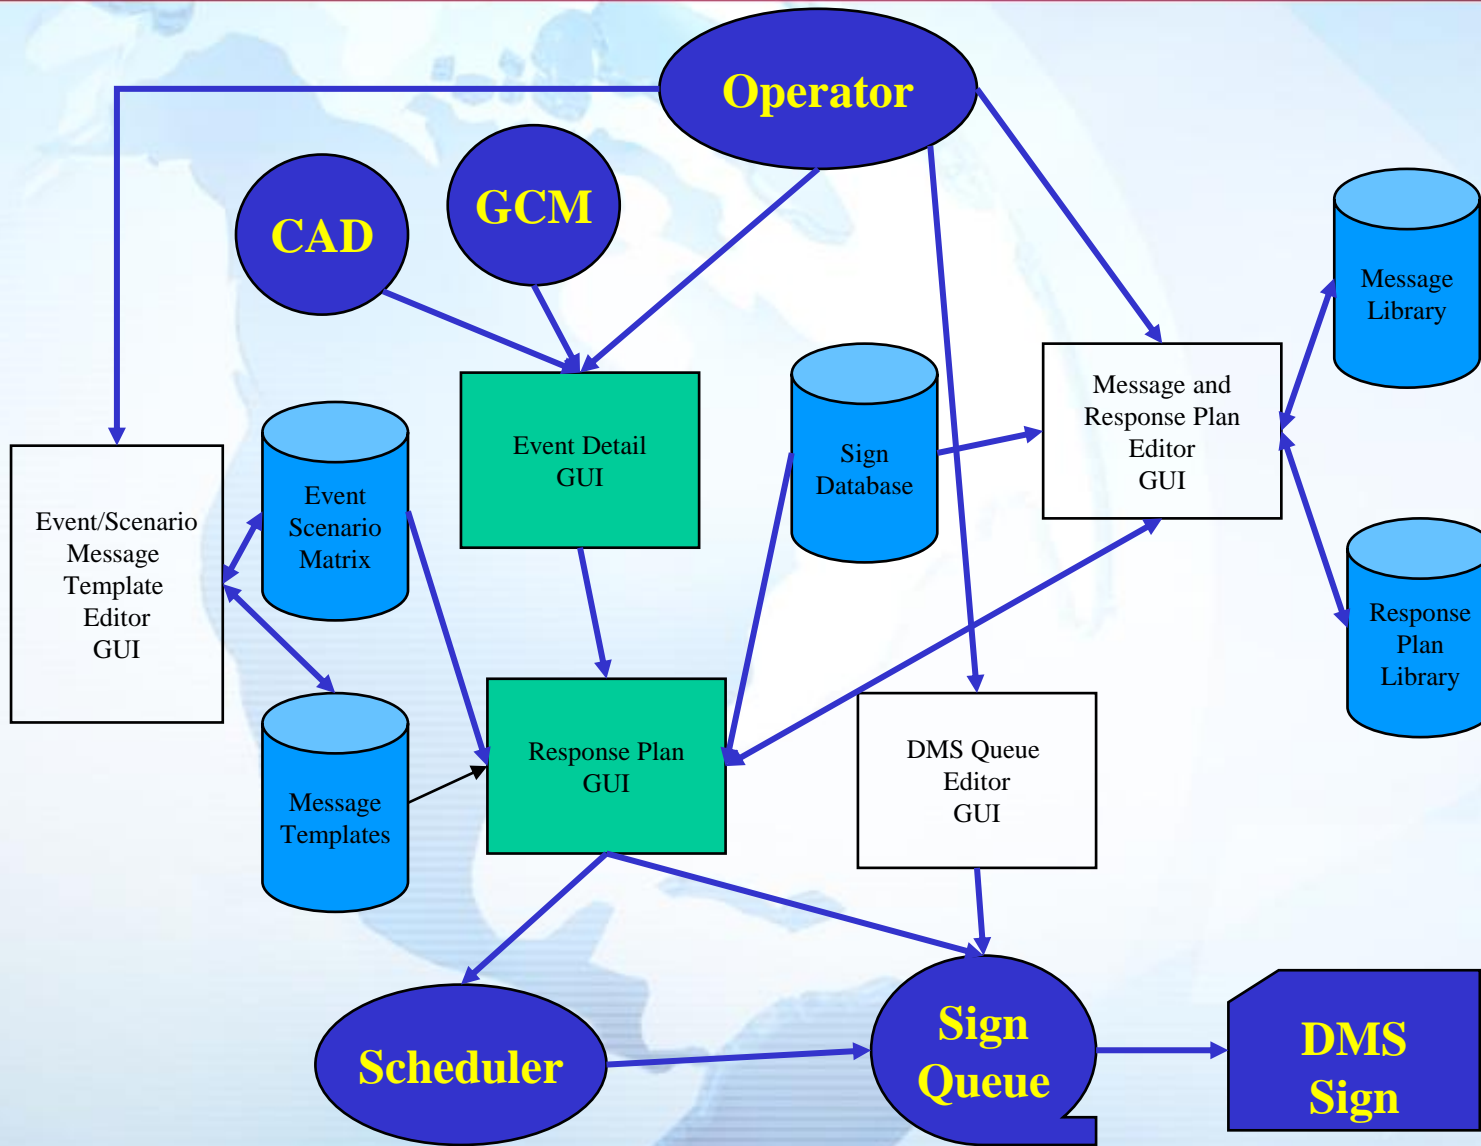 Operator
GCM
CAD
Message
Library
Message and
Response Plan
Editor
GUI
Event Detail
GUI
Sign
Database
Event
Scenario
Matrix
Event/Scenario
Message
Template
Editor
GUI
Response
Plan
Library
Response Plan
GUI
DMS Queue
Editor
GUI
Message
Templates
Sign
Queue
Scheduler
DMS
Sign